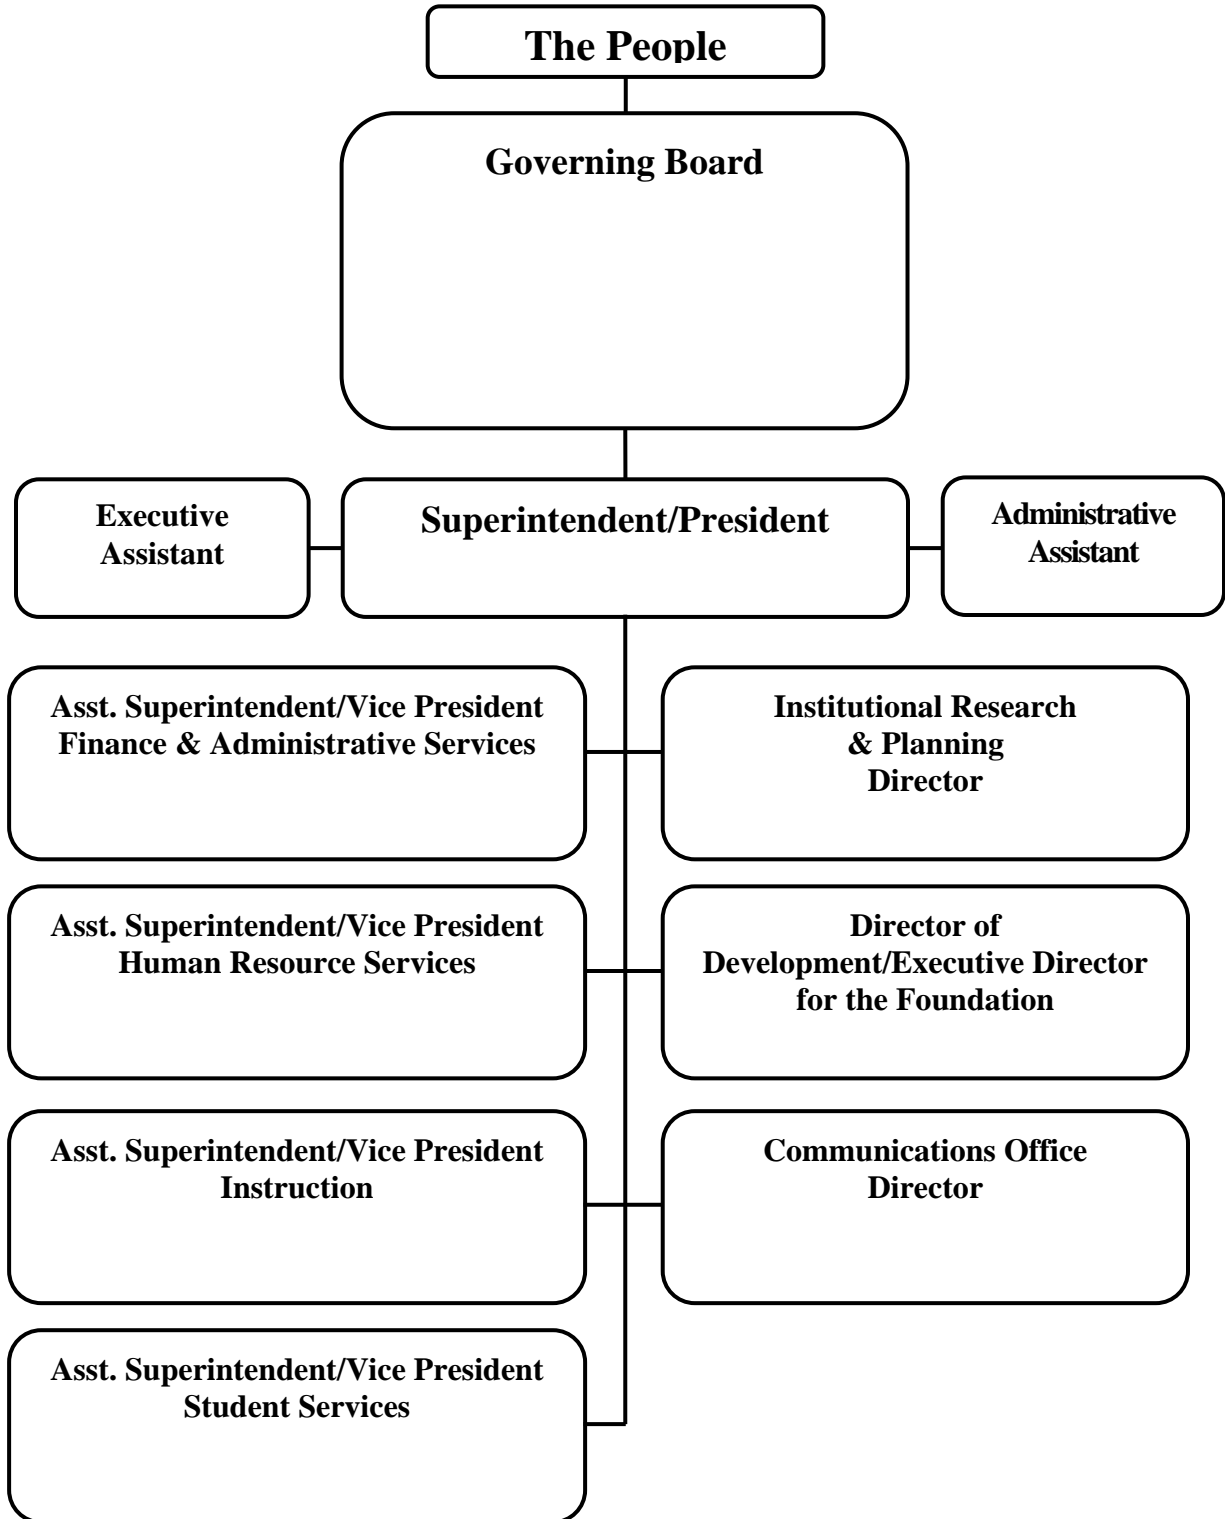 The People
Governing Board
Executive
Assistant
Superintendent/President
Administrative
Assistant
Asst. Superintendent/Vice President
Finance & Administrative Services
Institutional Research
& Planning
Director
Asst. Superintendent/Vice President
Human Resource Services
Director of
Development/Executive Director
for the Foundation
Asst. Superintendent/Vice President
Instruction
Communications Office
Director
Asst. Superintendent/Vice President
Student Services